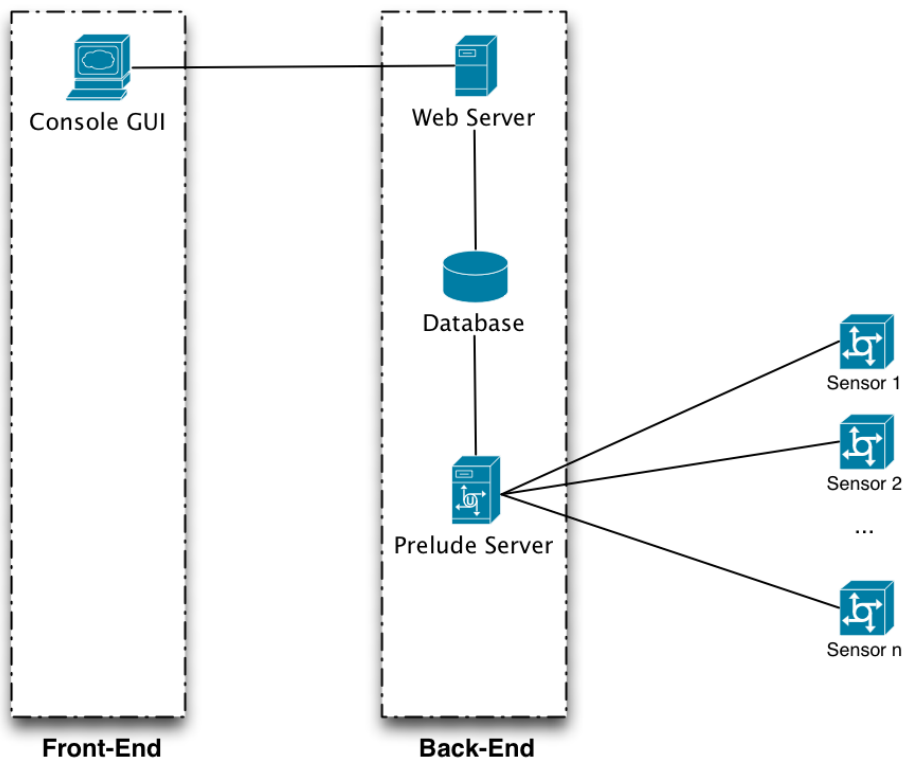 Console GUI
Web Server
Database
Sensor 1
Sensor 2
...
Prelude Server
Sensor n
Front-End
Back-End